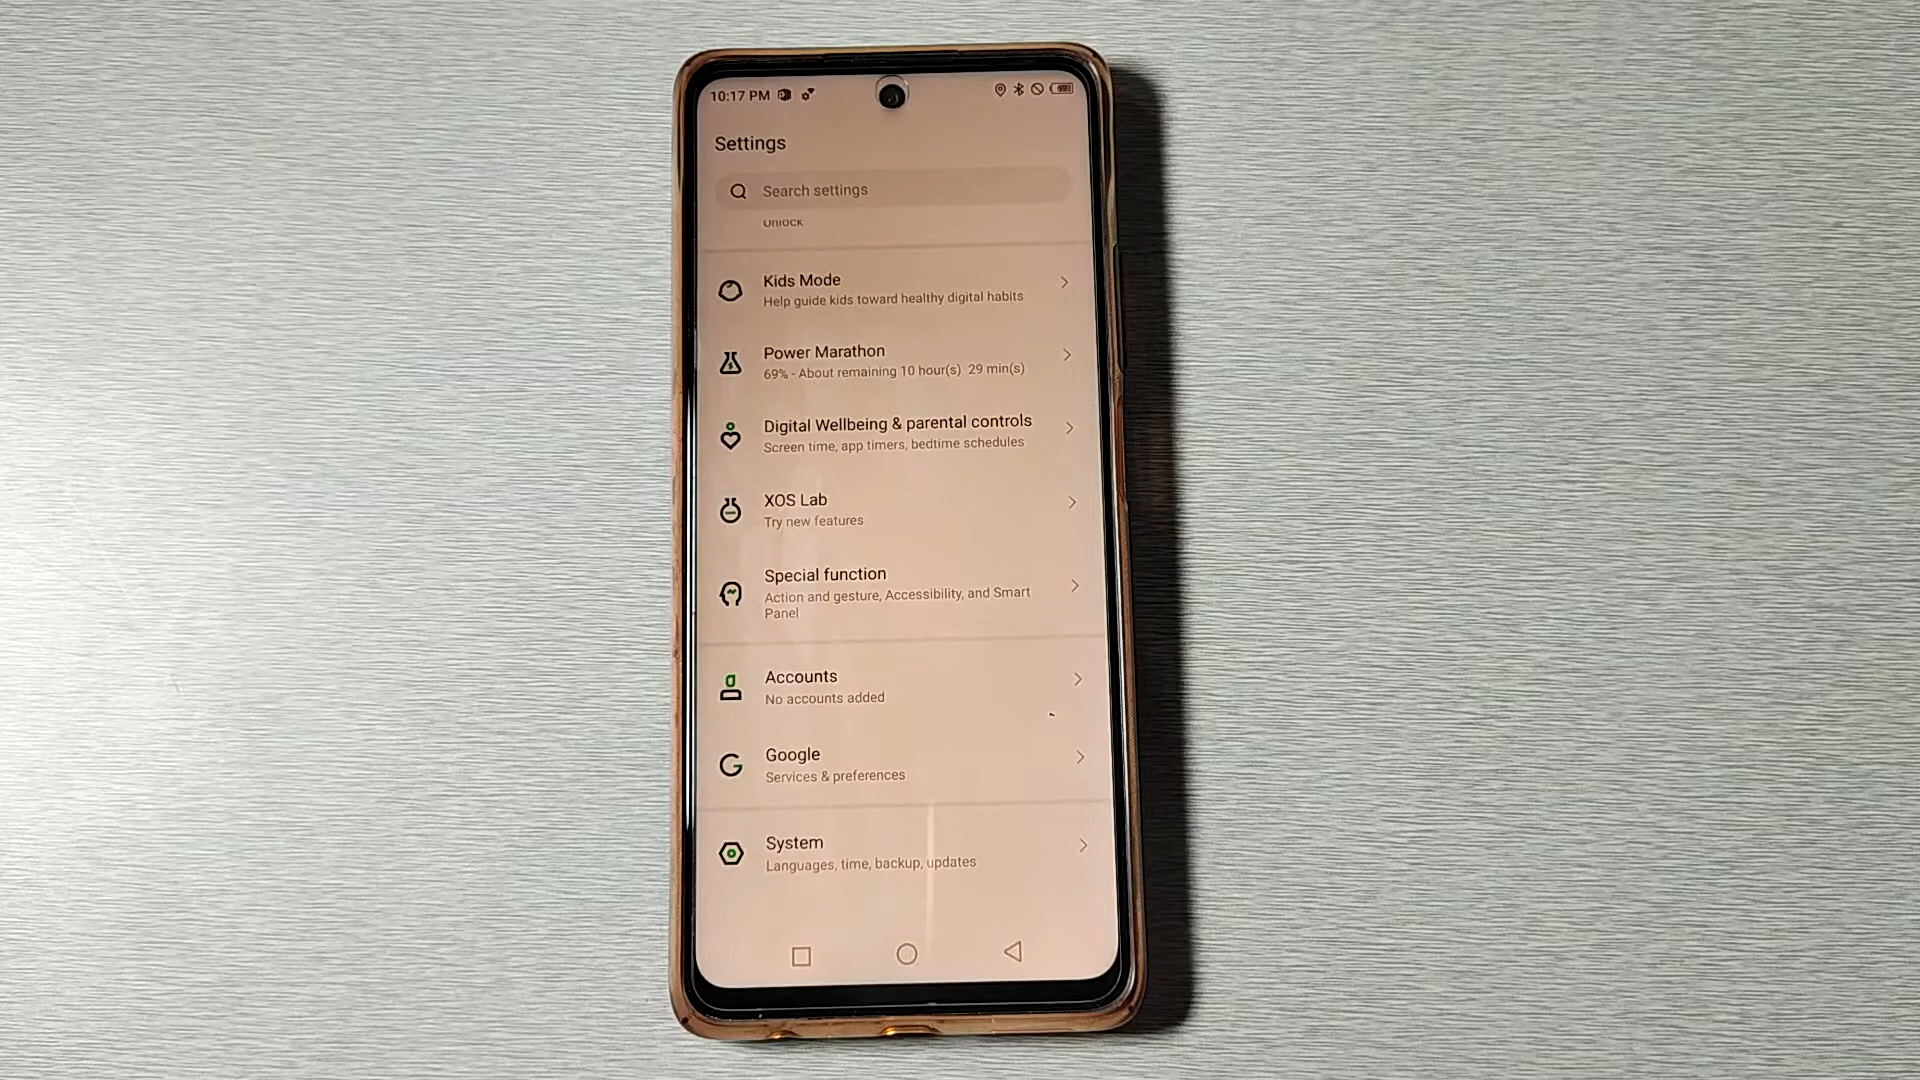 10:17 PM
Settings
Search settings
Unlock
Kids Mode
Help guide kids toward healthy digital habits
Power Marathon
69% - About remaining 10 hour(s) 29 min(s)
Digital Wellbeing & parental controls
Screen time, app timers, bedtime schedules
XOS Lab
Try new features
Special function
Action and gesture, Accessibility, and Smart
Panel
Accounts
No accounts added
Google
Services & preferences
System
Languages, time, backup, updates